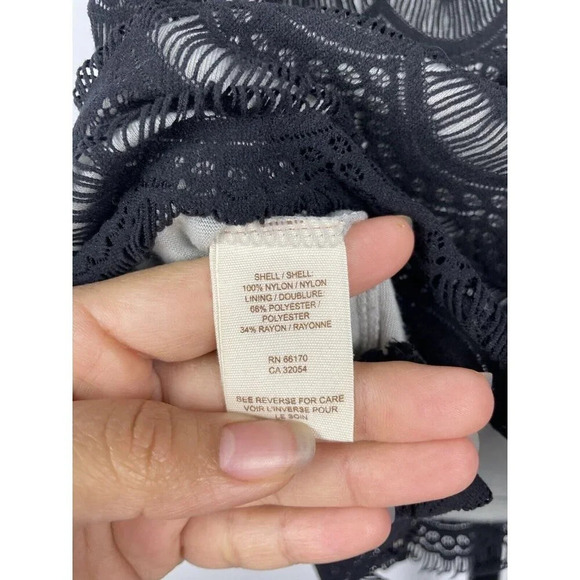 SHELL / SHELL:
100% NYLON / NYLON
LINING / DOUBLURE:
66% POLYESTER /
POLYESTER
34% RAYON / RAYONNE
RN 66170
CA 32054
SEE REVERSE FOR CARE
VOIR L'INVERSE POUR
LE SOIN